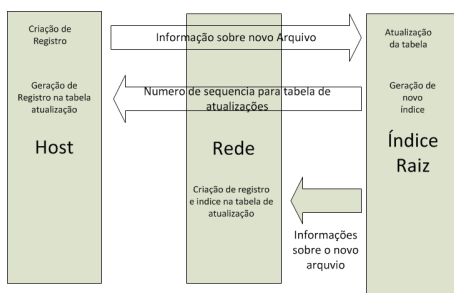 Criação de
Registro
Informação sobre novo Arquivo
Atualização
da tabela
Geração de
Registro na tabela
atualização
Numero de sequencia para tabela de
atualizações
Geração de
novo
índice
Host
Rede
Índice
Raiz
Criação de registro
e indice na tabela de
atualização
Informações
sobre o novo
arquvio